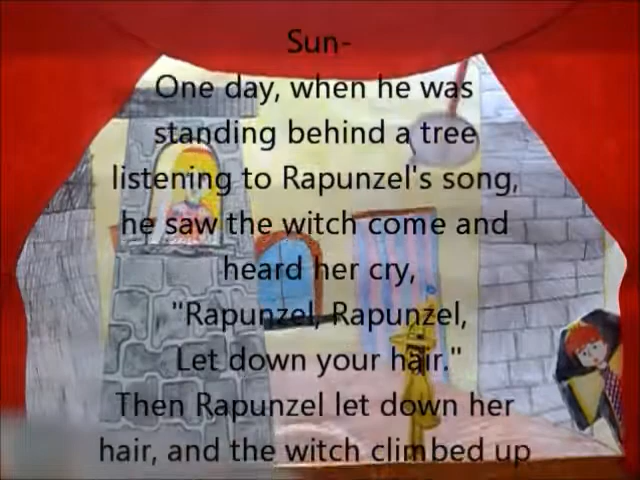 Sun-
One day, when he was
standing behind a tree
listening to Rapunzel's song,
he saw the witch come and
heard her cry,
"Rapunzel, Rapunzel,
Let down your hair."
Then Rapunzel let down her
hair, and the witch climbed up